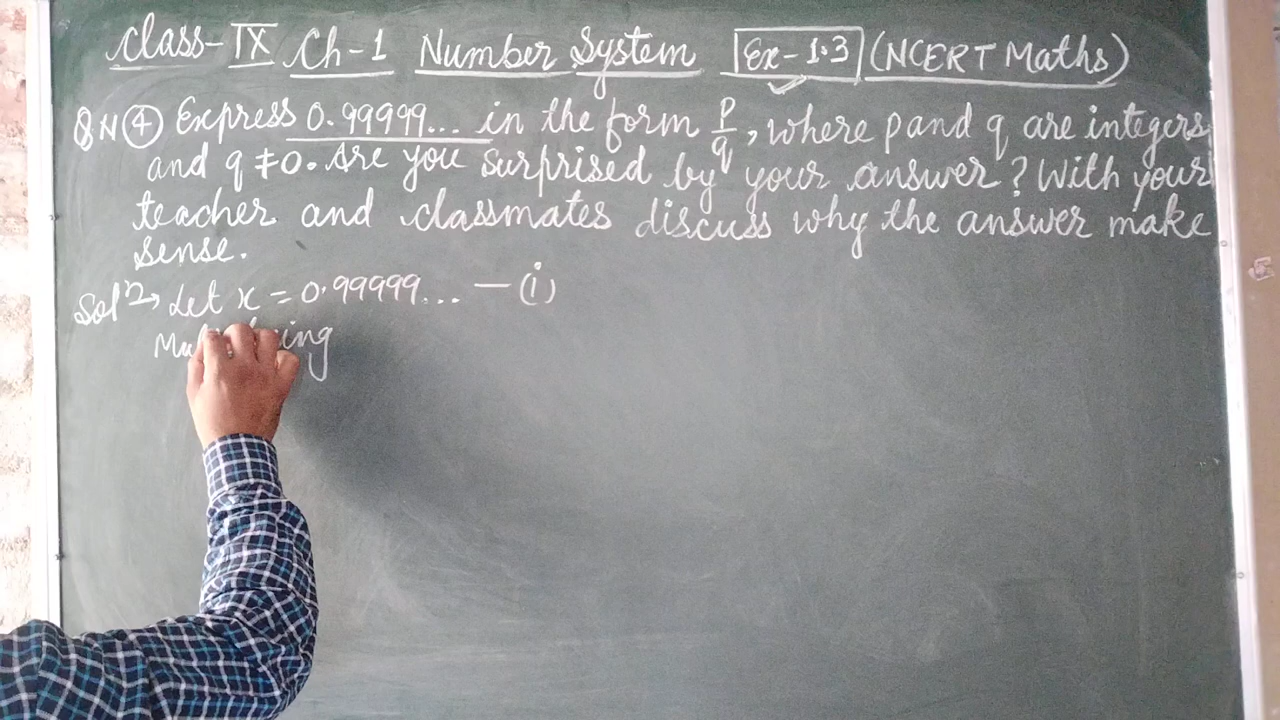 Class-IX Ch-1 Number System Ex-1.3 (NCERT Maths)
Q N ④ Express 0.99999... in the form p/q, where p and q are integers
and q ≠ 0. Are you surprised by your answer? With your
teacher and classmates discuss why the answer make
sense.
Solⁿ→ Let x = 0.99999... — (i)